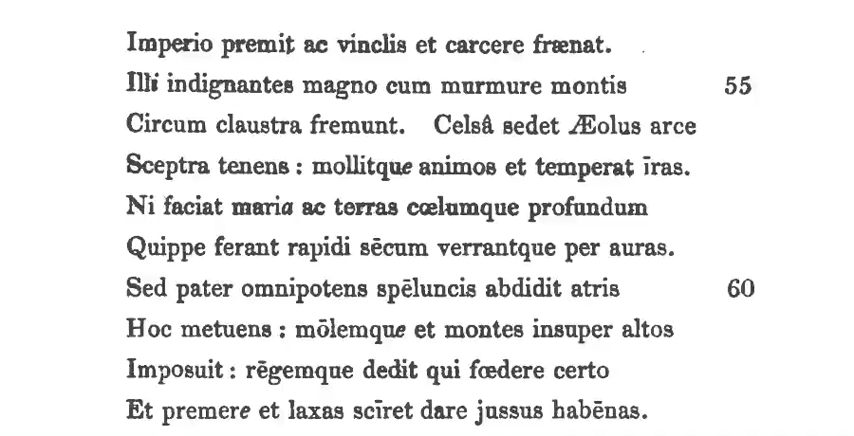 Imperio premit ac vinclis et carcere frænat.
Illi indignantes magno cum murmure montis 55
Circum claustra fremunt. Celsâ sedet Æolus arce
Sceptra tenens : mollitque animos et temperat īras.
Ni faciat maria ac terras cœlumque profundum
Quippe ferant rapidi sēcum verrantque per auras.
Sed pater omnipotens spēluncis abdidit atris 60
Hoc metuens : mōlemque et montes insuper altos
Imposuit : rēgemque dedit qui fœdere certo
Et premere et laxas scīret dare jussus habēnas.